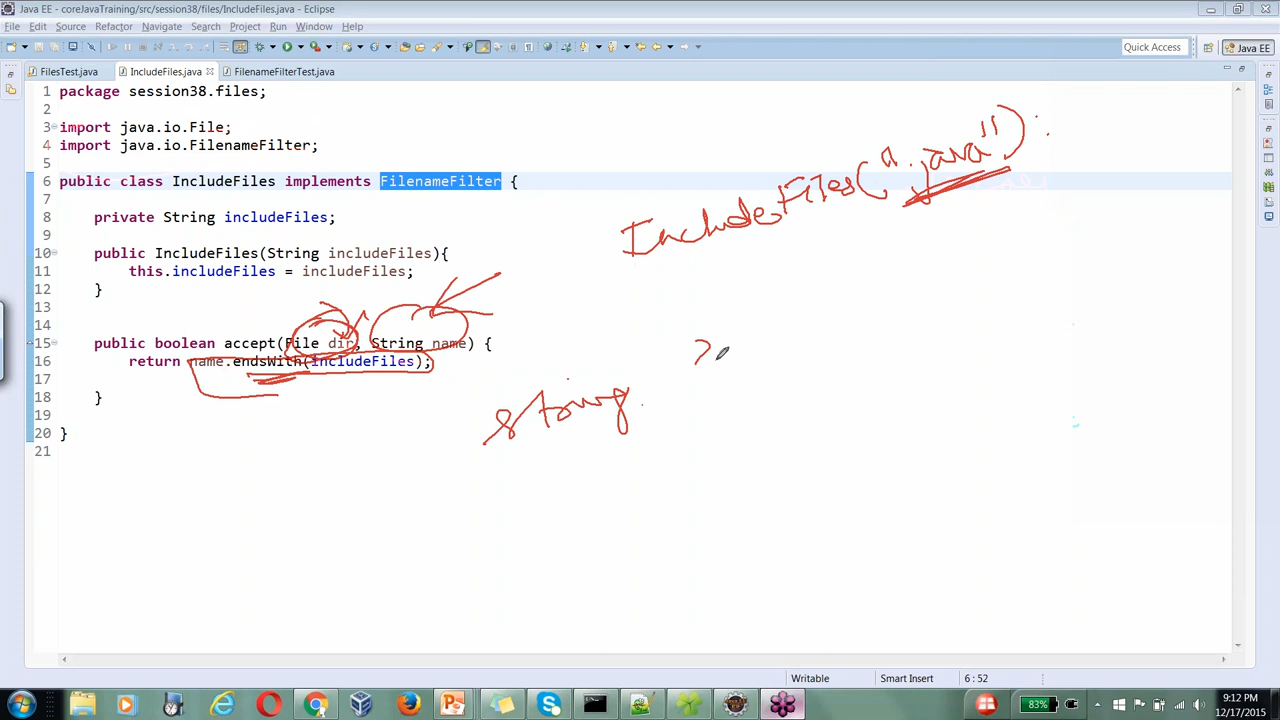 Java EE - coreJavaTraining/src/session38/files/IncludeFiles.java - Eclipse
File Edit Source Refactor Navigate Search Project Run Window Help
Quick Access
Java EE
FilesTest.java
IncludeFiles.java
FilenameFilterTest.java
1 package session38.files;
2
3 import java.io.File;
4 import java.io.FilenameFilter;
5
6 public class IncludeFiles implements FilenameFilter {
7
8 private String includeFiles;
9
10 public IncludeFiles(String includeFiles){
11 this.includeFiles = includeFiles;
12 }
13
14
15 public boolean accept(File dir, String name) {
16 return name.endsWith(includeFiles);
17
18 }
19
20 }
21
IncludeFiles(".java");
string
Writable
Smart Insert
6 : 52
83%
9:12 PM
12/17/2015